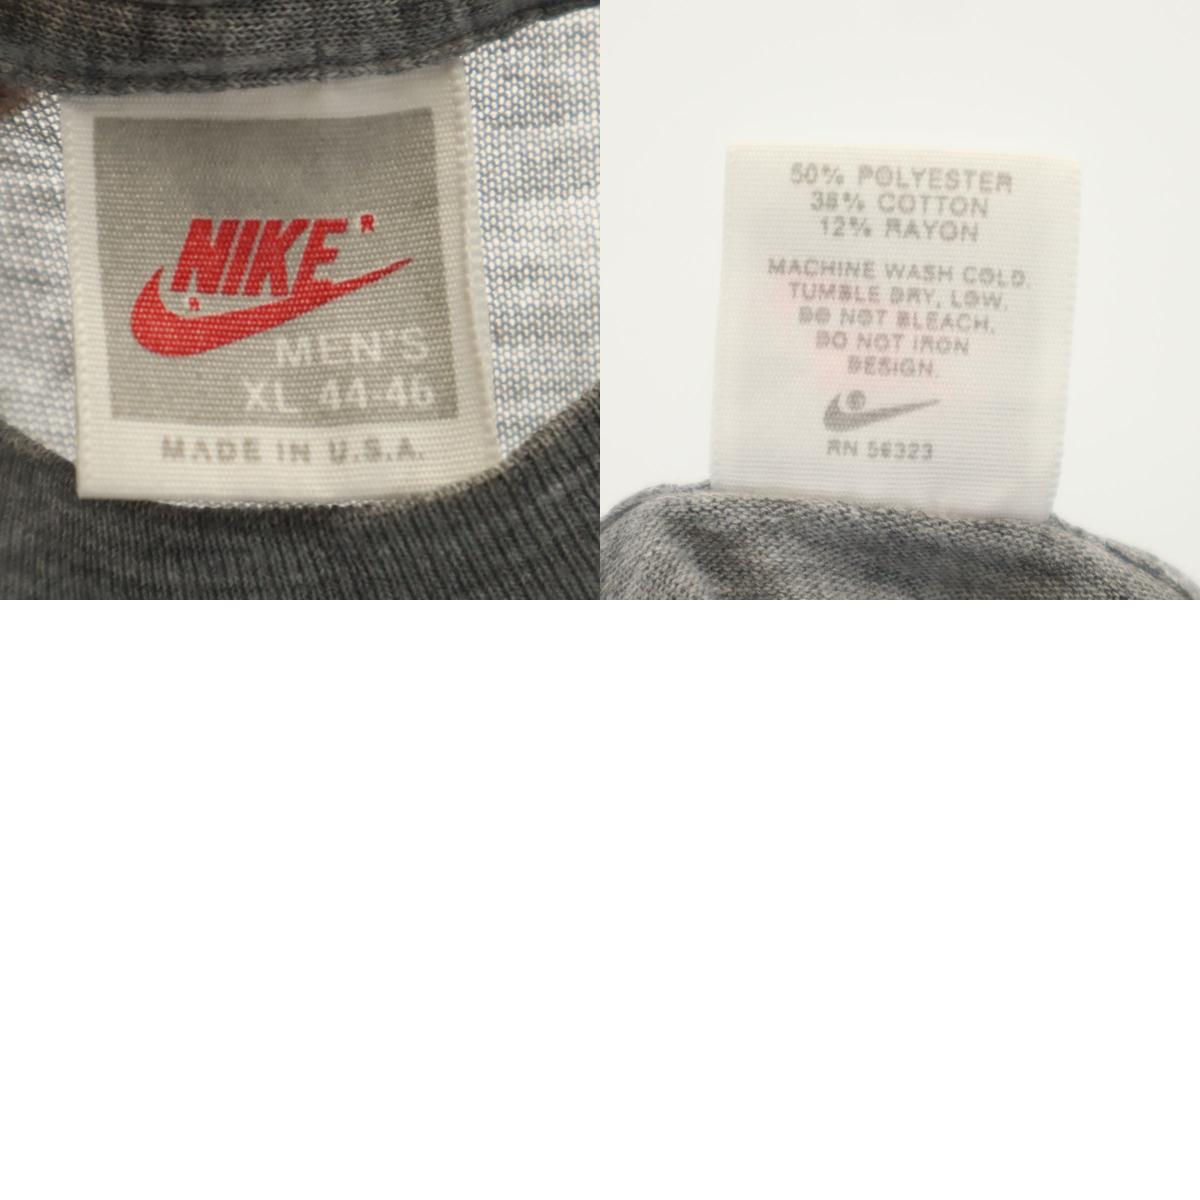 NIKE®
®
MEN'S
XL 44-46
MADE IN U.S.A.
50% POLYESTER
38% COTTON
12% RAYON
MACHINE WASH COLD.
TUMBLE DRY, LOW.
DO NOT BLEACH.
DO NOT IRON
DESIGN.
RN 56323